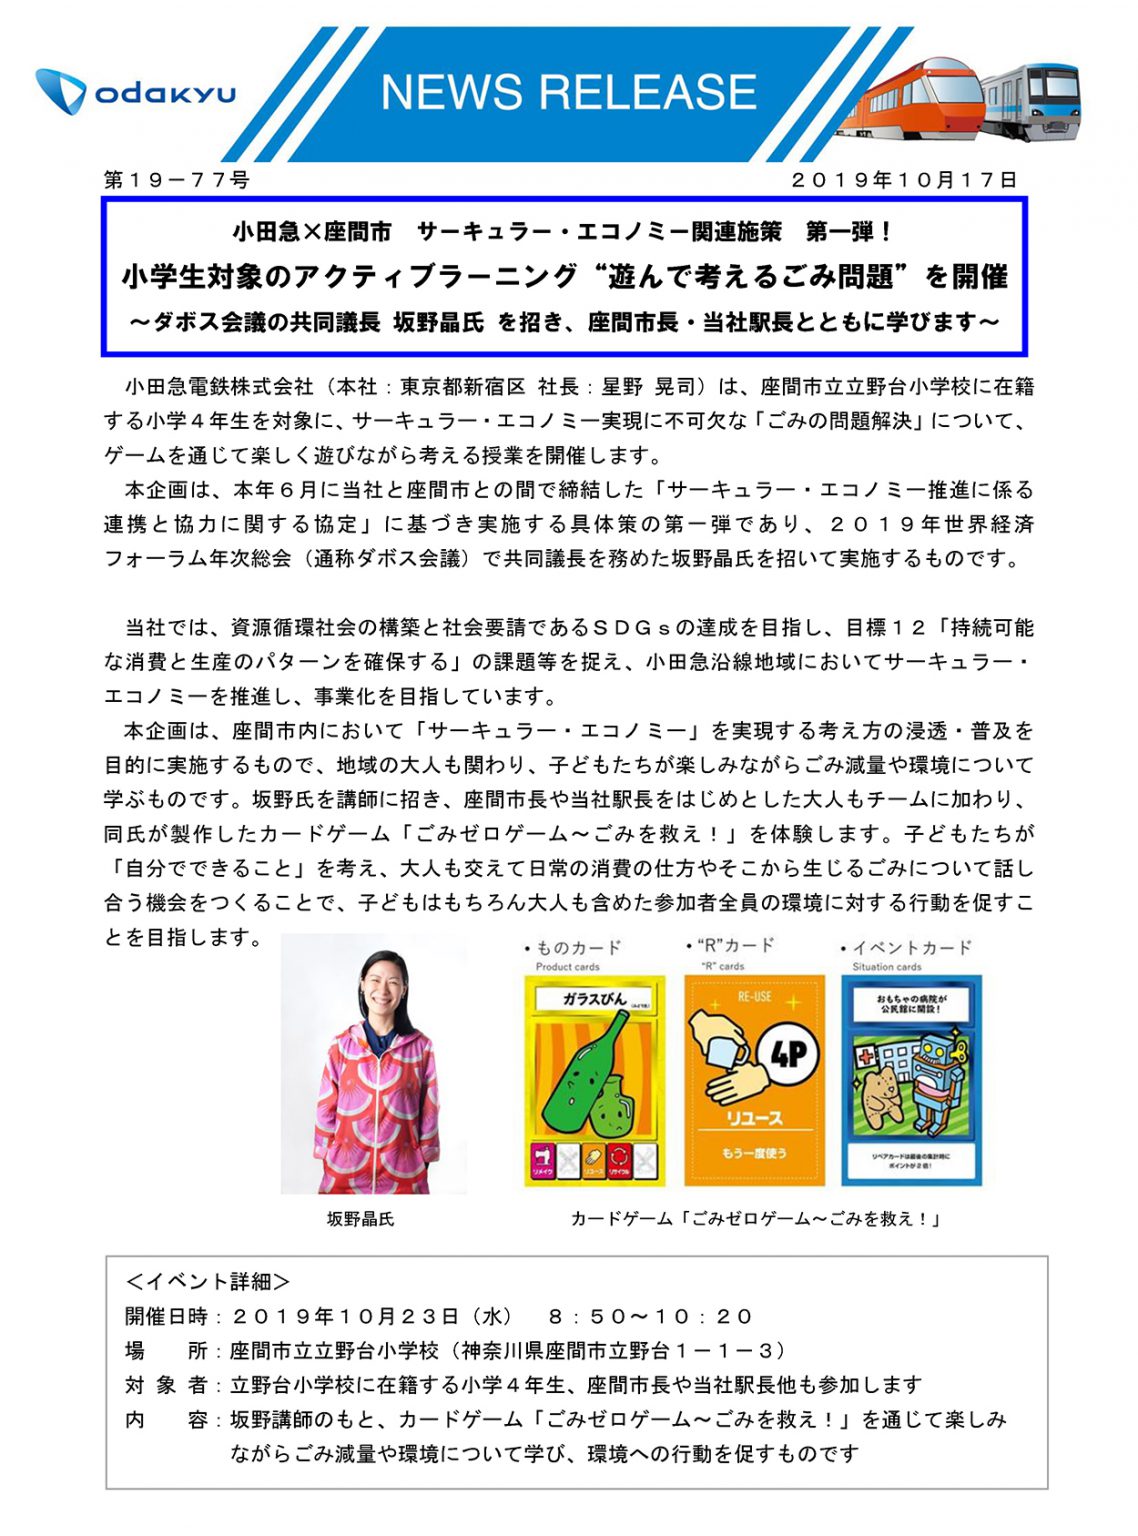 odakyu
NEWS RELEASE
第１９－７７号
２０１９年１０月１７日
小田急×座間市　サーキュラー・エコノミー関連施策　第一弾！
小学生対象のアクティブラーニング“遊んで考えるごみ問題”を開催
～ダボス会議の共同議長 坂野晶氏 を招き、座間市長・当社駅長とともに学びます～
小田急電鉄株式会社（本社：東京都新宿区 社長：星野 晃司）は、座間市立立野台小学校に在籍
する小学４年生を対象に、サーキュラー・エコノミー実現に不可欠な「ごみの問題解決」について、
ゲームを通じて楽しく遊びながら考える授業を開催します。
本企画は、本年６月に当社と座間市との間で締結した「サーキュラー・エコノミー推進に係る
連携と協力に関する協定」に基づき実施する具体策の第一弾であり、２０１９年世界経済
フォーラム年次総会（通称ダボス会議）で共同議長を務めた坂野晶氏を招いて実施するものです。
当社では、資源循環社会の構築と社会要請であるＳＤＧｓの達成を目指し、目標１２「持続可能
な消費と生産のパターンを確保する」の課題等を捉え、小田急沿線地域においてサーキュラー・
エコノミーを推進し、事業化を目指しています。
本企画は、座間市内において「サーキュラー・エコノミー」を実現する考え方の浸透・普及を
目的に実施するもので、地域の大人も関わり、子どもたちが楽しみながらごみ減量や環境について
学ぶものです。坂野氏を講師に招き、座間市長や当社駅長をはじめとした大人もチームに加わり、
同氏が製作したカードゲーム「ごみゼロゲーム～ごみを救え！」を体験します。子どもたちが
「自分でできること」を考え、大人も交えて日常の消費の仕方やそこから生じるごみについて話し
合う機会をつくることで、子どもはもちろん大人も含めた参加者全員の環境に対する行動を促すこ
とを目指します。
・ものカード
Product cards
ガラスびん
リメイク
リユース
リサイクル
・“R”カード
“R” cards
RE-USE
4P
リユース
もう一度使う
・イベントカード
Situation cards
おもちゃの病院が
公民館に開設！
リペアカードは最後の集計時に
ポイントが２倍！
坂野晶氏
カードゲーム「ごみゼロゲーム～ごみを救え！」
＜イベント詳細＞
開催日時：２０１９年１０月２３日（水）　８：５０～１０：２０
場　　所：座間市立立野台小学校（神奈川県座間市立野台１－１－３）
対 象 者：立野台小学校に在籍する小学４年生、座間市長や当社駅長他も参加します
内　　容：坂野講師のもと、カードゲーム「ごみゼロゲーム～ごみを救え！」を通じて楽しみ
ながらごみ減量や環境について学び、環境への行動を促すものです